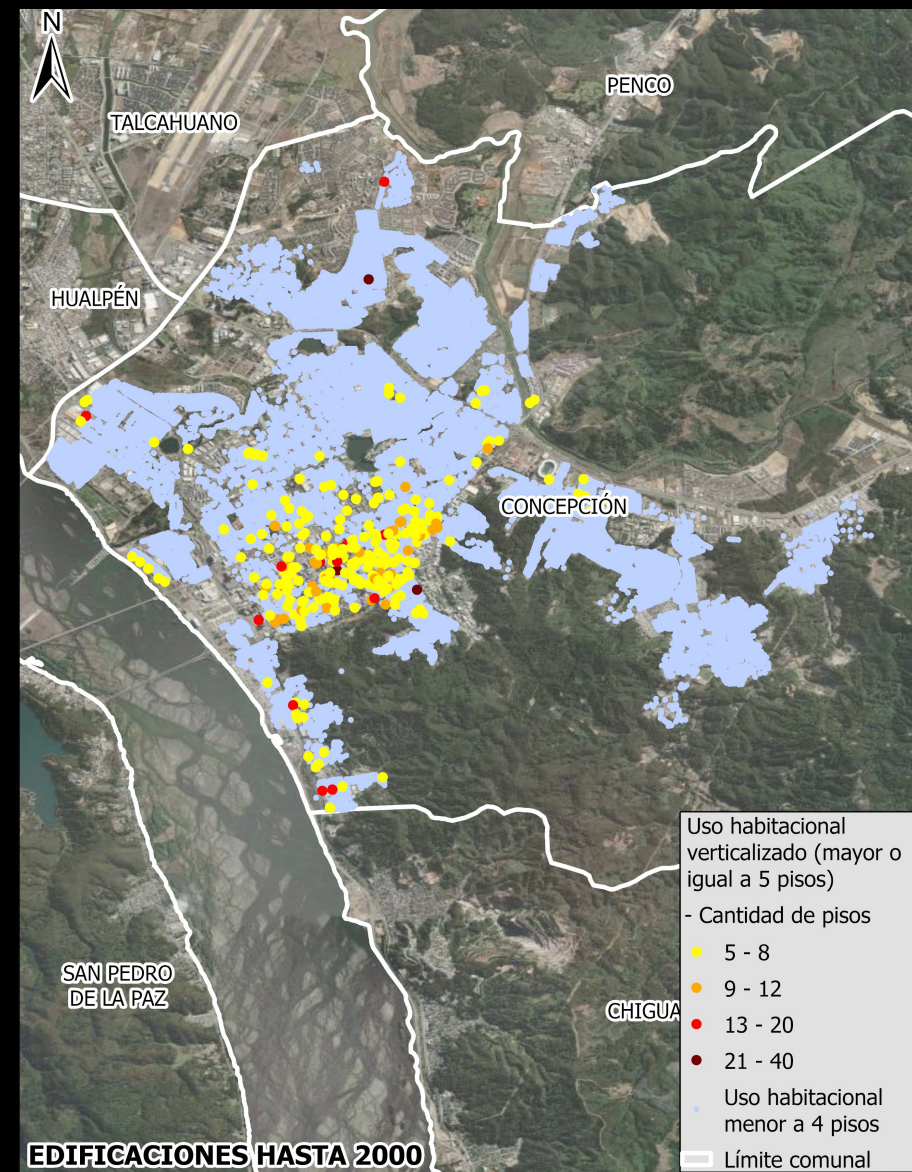 N
PENCO
TALCAHUANO
HUALPÉN
CONCEPCIÓN
SAN PEDRO
DE LA PAZ
CHIGUA
Uso habitacional
verticalizado (mayor o
igual a 5 pisos)
- Cantidad de pisos
5 - 8
9 - 12
13 - 20
21 - 40
Uso habitacional
menor a 4 pisos
Límite comunal
EDIFICACIONES HASTA 2000